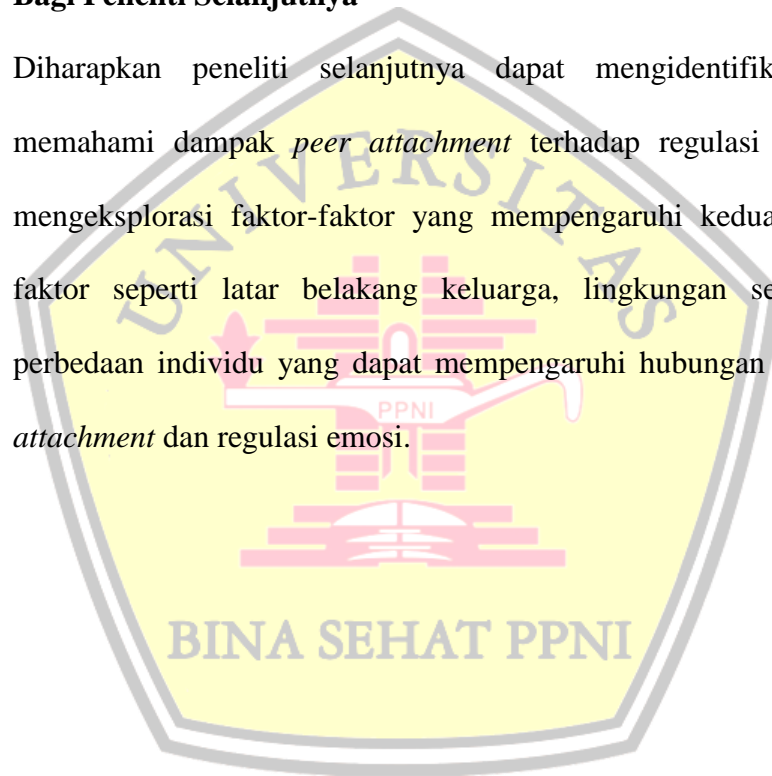 Bagi Peneliti Selanjutnya
Diharapkan peneliti selanjutnya dapat mengidentifik
memahami dampak peer attachment terhadap regulasi
mengeksplorasi faktor-faktor yang mempengaruhi kedua
faktor seperti latar belakang keluarga, lingkungan se
perbedaan individu yang dapat mempengaruhi hubungan
attachment dan regulasi emosi.
UNIVERSITAS
PPNI
BINA SEHAT PPNI